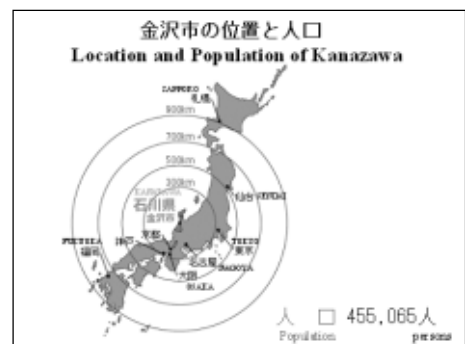 金沢市の位置と人口
Location and Population of Kanazawa
SAPPORO
札幌
900km
700km
500km
300km
KANAZAWA
石川県
金沢市
仙台
FUKUOKA
福岡
神戸
京都
TOKYO
東京
名古屋
NAGOYA
大阪
OSAKA
人 口 455,065人
Population persons